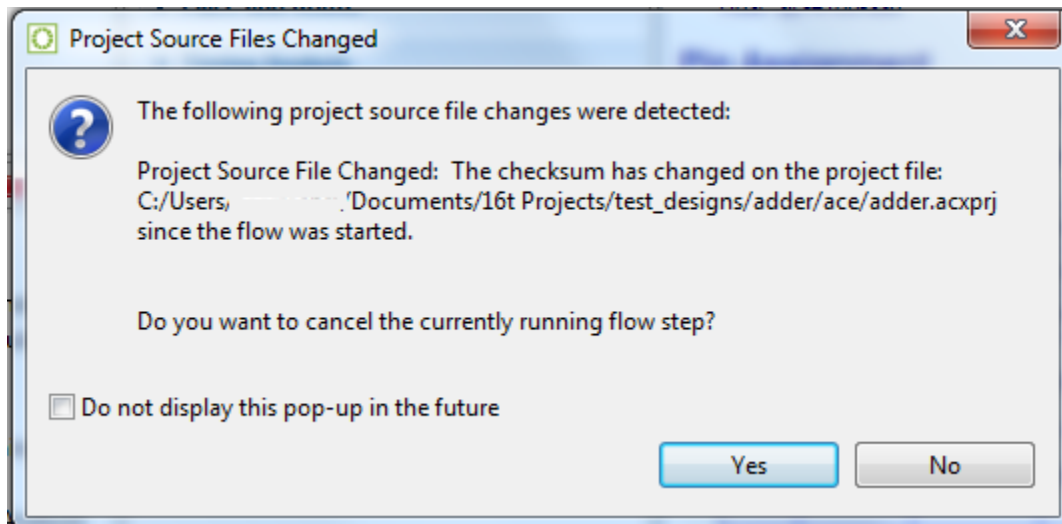 Project Source Files Changed
The following project source file changes were detected:
Project Source File Changed:  The checksum has changed on the project file:
C:/Users/ /Documents/16t Projects/test_designs/adder/ace/adder.acxprj
since the flow was started.
Do you want to cancel the currently running flow step?
Do not display this pop-up in the future
Yes
No